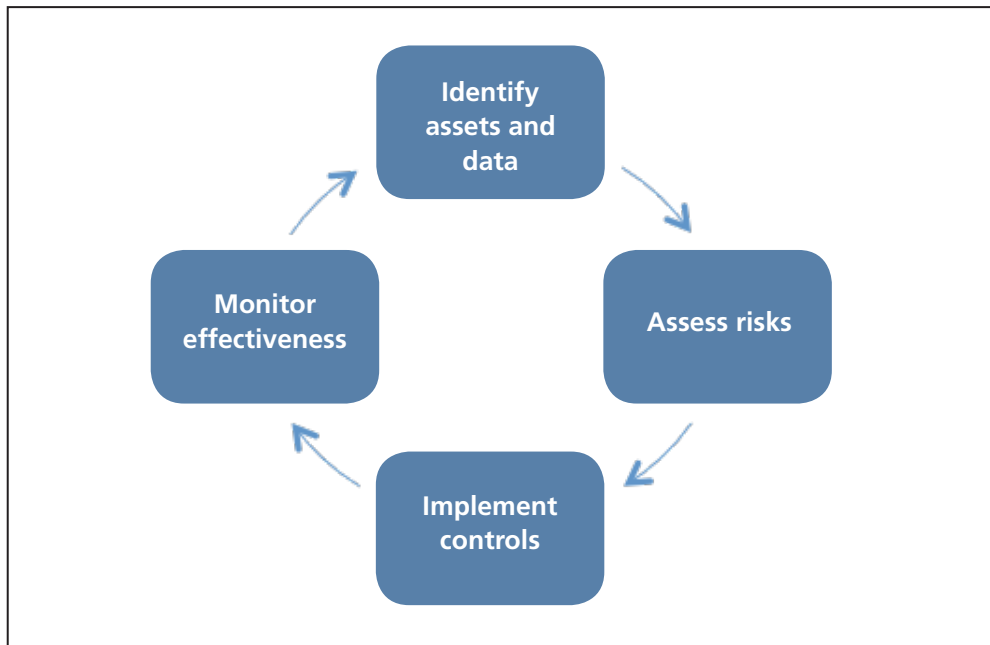 Identify
assets and
data
Assess risks
Implement
controls
Monitor
effectiveness